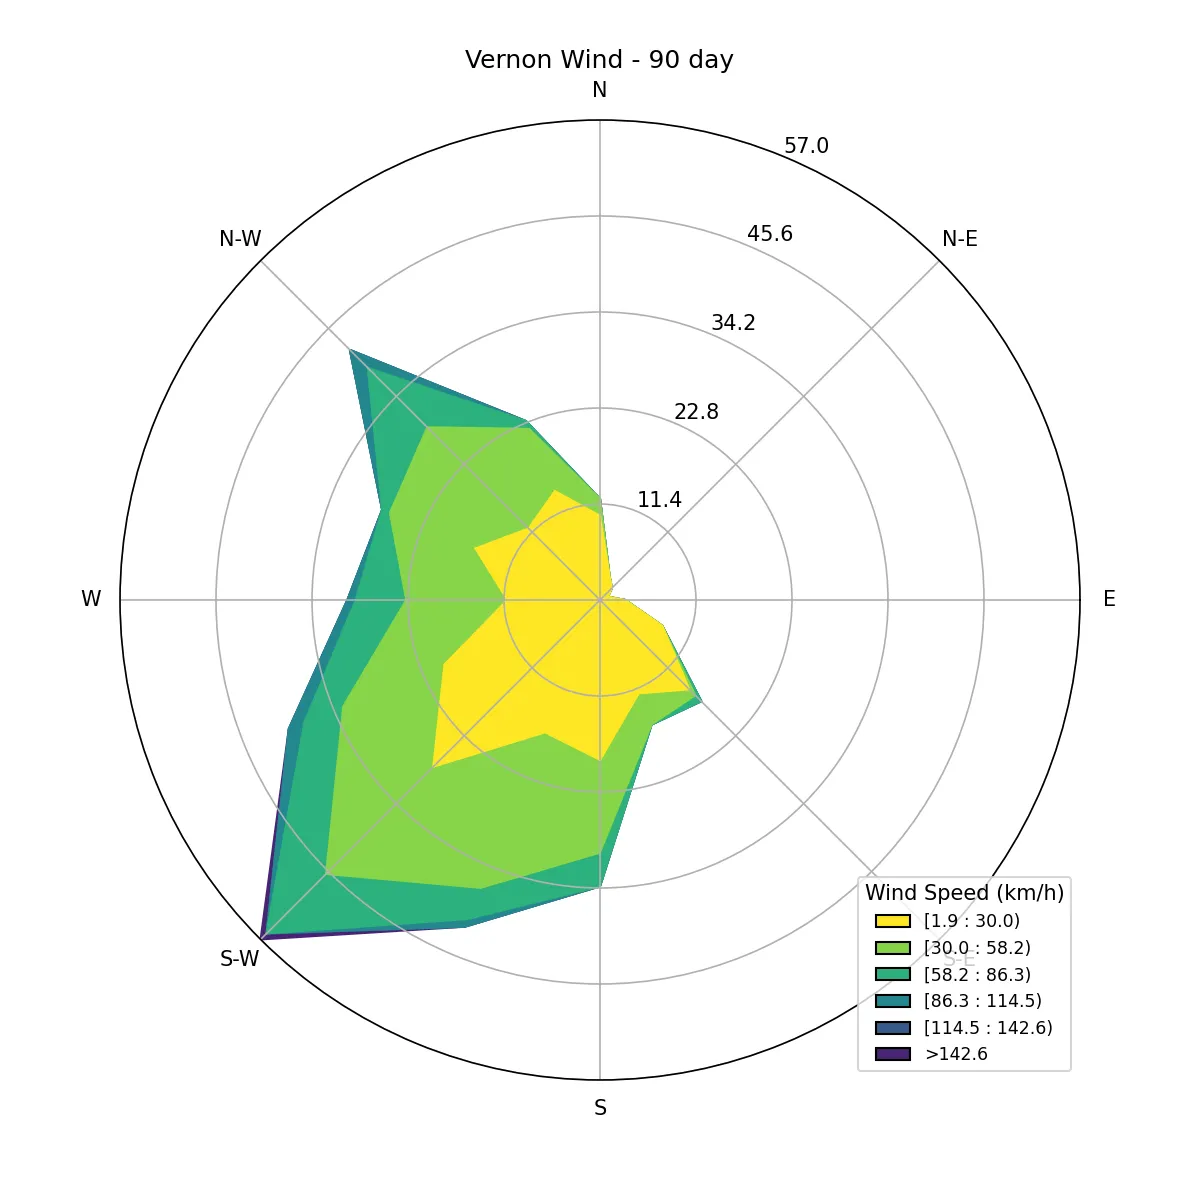 Vernon Wind - 90 day
N
57.0
45.6
N-W
N-E
34.2
22.8
11.4
W
E
Wind Speed (km/h)
[1.9 : 30.0)
[30.0 : 58.2)
S-W
S-E
[58.2 : 86.3)
[86.3 : 114.5)
[114.5 : 142.6)
>142.6
S